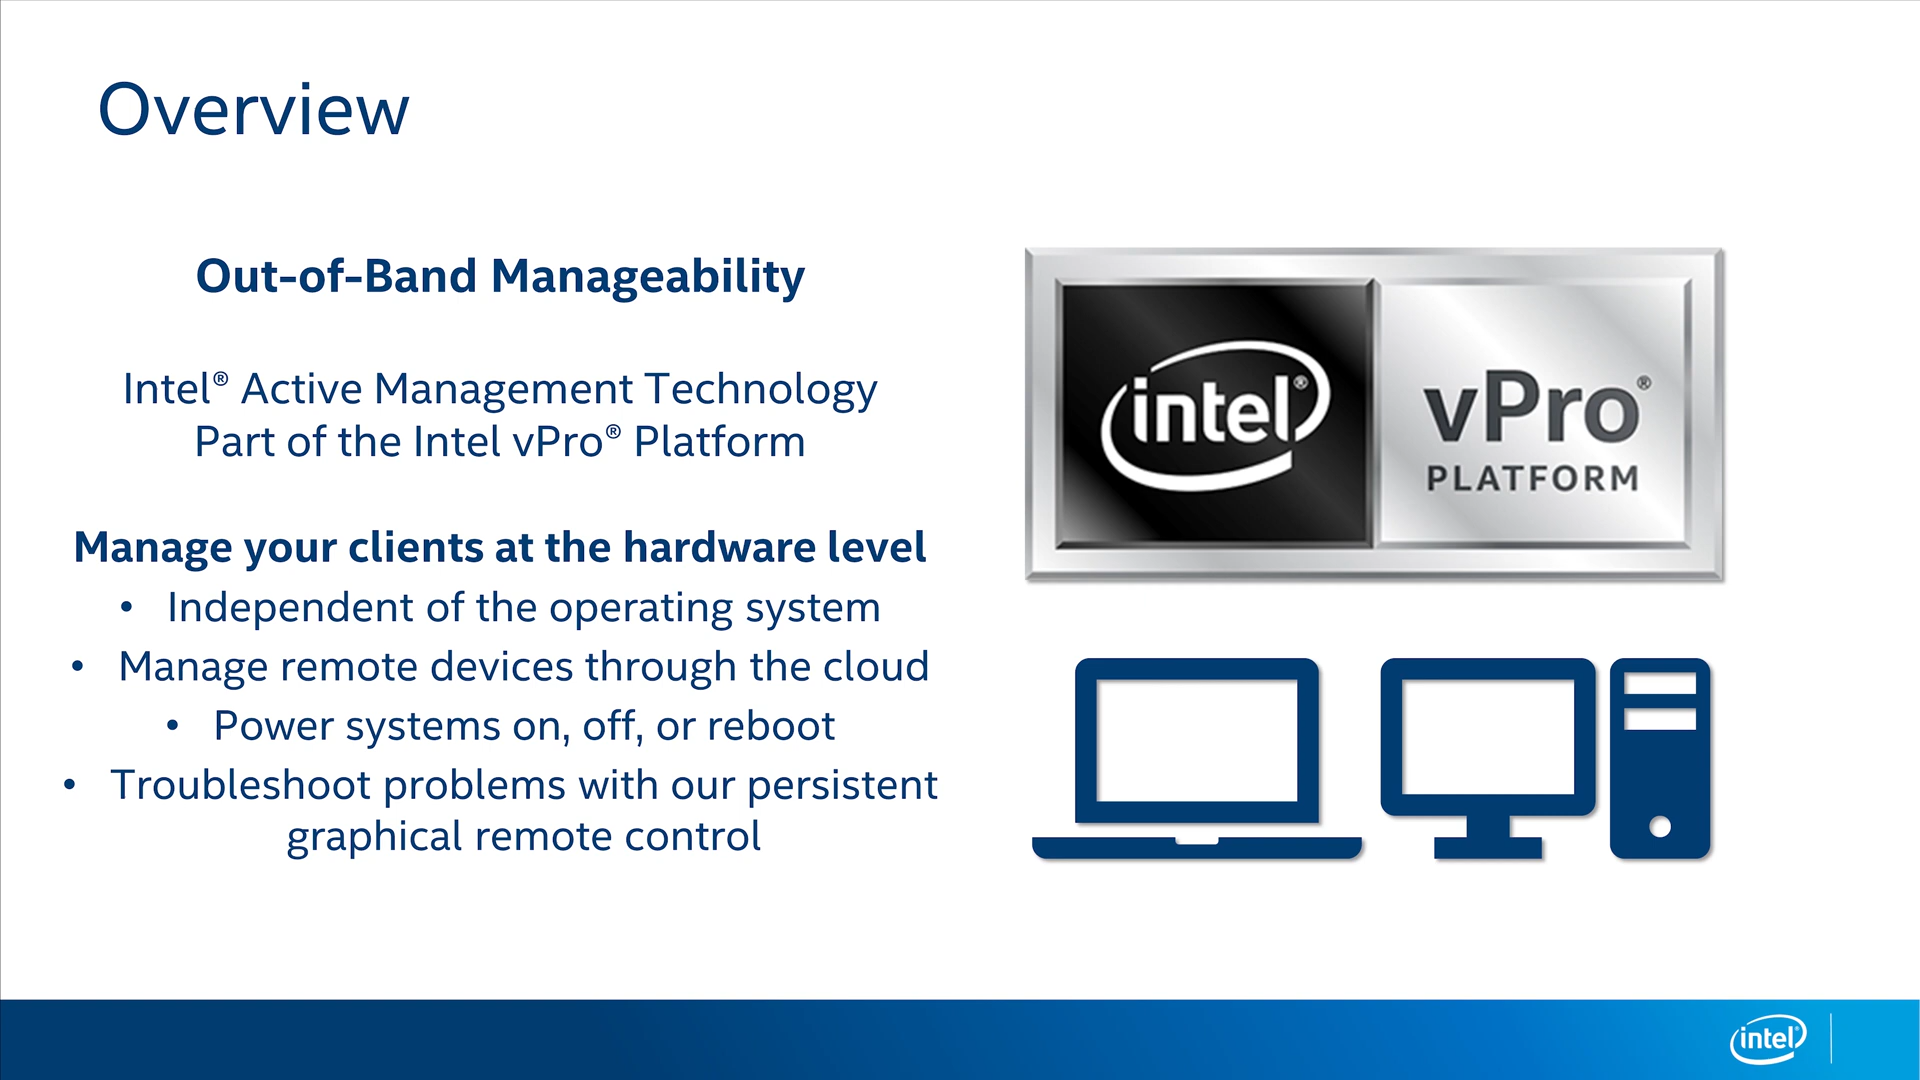 Overview
Out-of-Band Manageability
Intel® Active Management Technology
Part of the Intel vPro® Platform
Manage your clients at the hardware level
• Independent of the operating system
• Manage remote devices through the cloud
• Power systems on, off, or reboot
• Troubleshoot problems with our persistent
graphical remote control
intel®
vPro®
PLATFORM
intel®